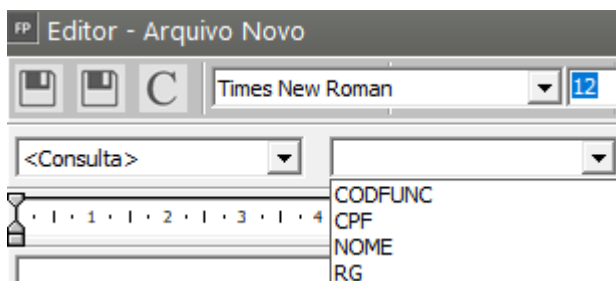 FP Editor - Arquivo Novo
C Times New Roman 12
<Consulta>
1 2 3 4
CODFUNC
CPF
NOME
RG